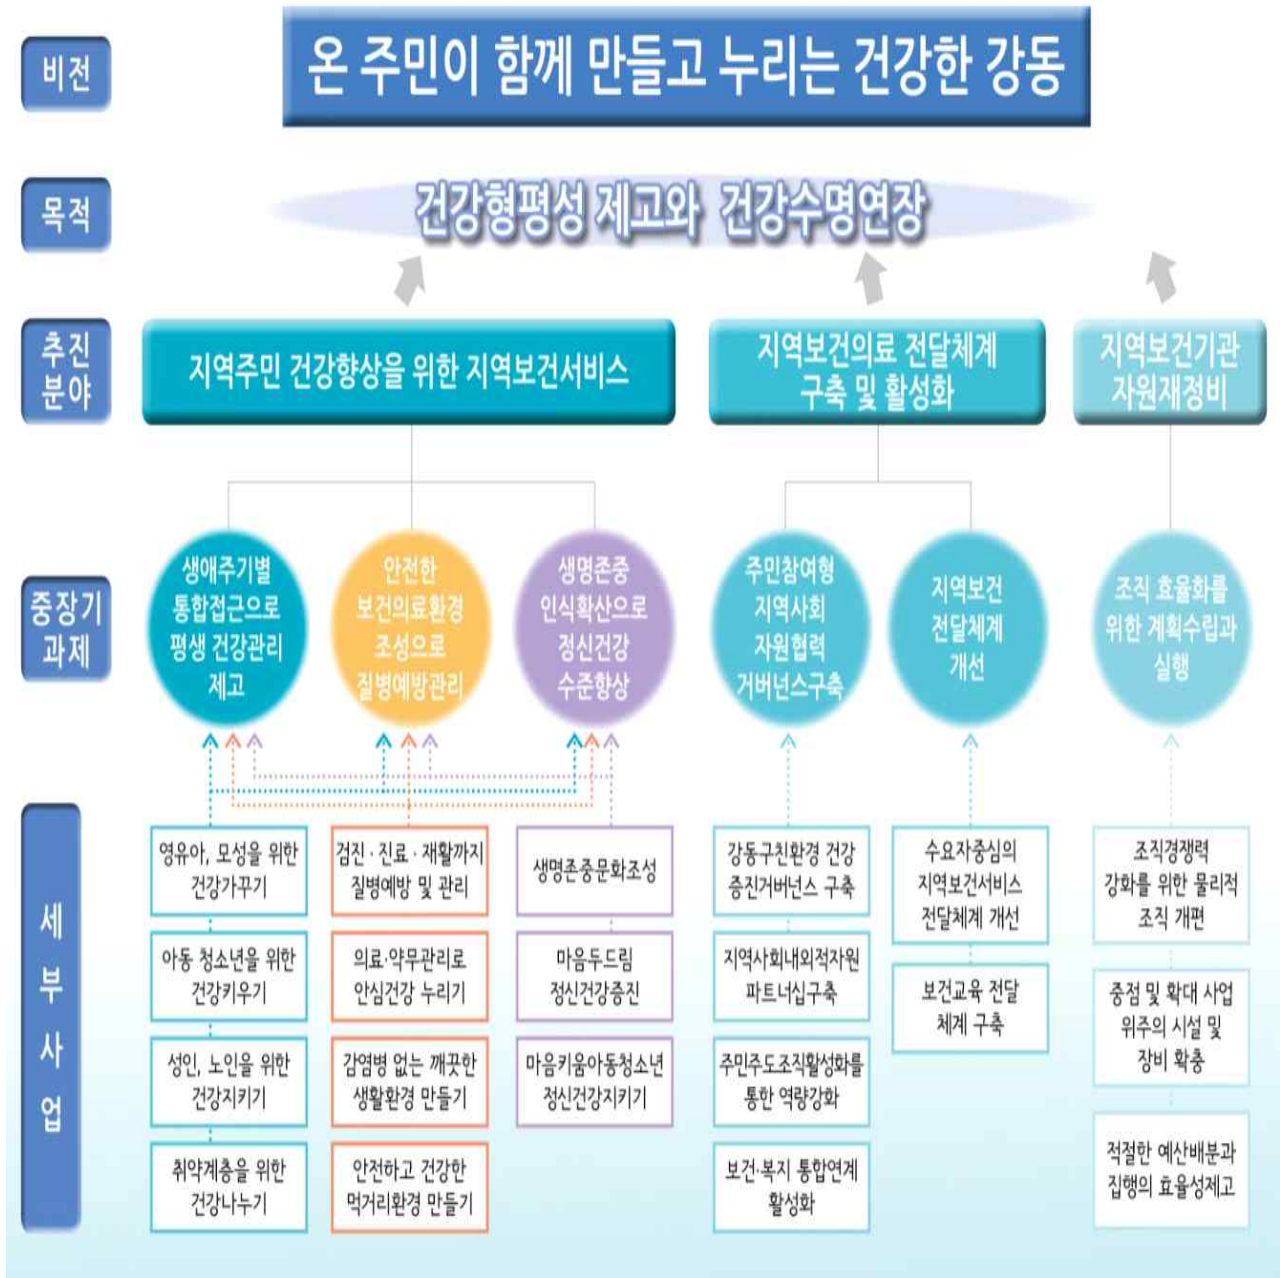 비전
온 주민이 함께 만들고 누리는 건강한 강동
목적
건강형평성 제고와 건강수명연장
추진
분야
지역주민 건강향상을 위한 지역보건서비스
지역보건의료 전달체계
구축 및 활성화
지역보건기관
자원재정비
중장기
과제
생애주기별
통합접근으로
평생 건강관리
제고
안전한
보건의료환경
조성으로
질병예방관리
생명존중
인식확산으로
정신건강
수준향상
주민참여형
지역사회
자원협력
거버넌스구축
지역보건
전달체계
개선
조직 효율화를
위한 계획수립과
실행
세
부
사
업
영유아, 모성을 위한
건강가꾸기
아동 청소년을 위한
건강키우기
성인, 노인을 위한
건강지키기
취약계층을 위한
건강나누기
검진·진료·재활까지
질병예방 및 관리
의료·약무관리로
안심건강 누리기
감염병 없는 깨끗한
생활환경 만들기
안전하고 건강한
먹거리환경 만들기
생명존중문화조성
마음두드림
정신건강증진
마음키움아동청소년
정신건강지키기
강동구친환경 건강
증진거버넌스 구축
지역사회내외적자원
파트너십구축
주민주도조직활성화를
통한 역량강화
보건·복지 통합연계
활성화
수요자중심의
지역보건서비스
전달체계 개선
보건교육 전달
체계 구축
조직경쟁력
강화를 위한 물리적
조직 개편
중점 및 확대 사업
위주의 시설 및
장비 확충
적절한 예산배분과
집행의 효율성제고